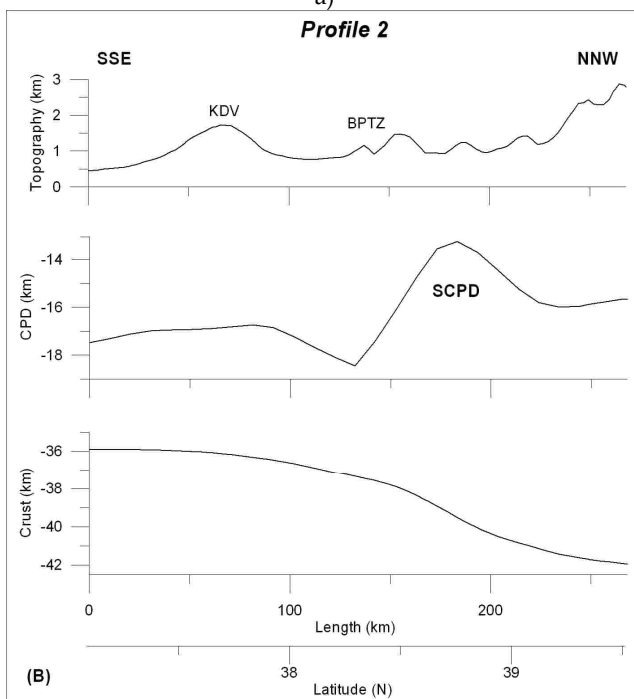 a)
Profile 2
SSE
NNW
KDV
BPTZ
Topography (km)
3
2
1
0
CPD (km)
-14
-16
-18
SCPD
Crust (km)
-36
-38
-40
-42
0 100 200
Length (km)
38 39
Latitude (N)
(B)